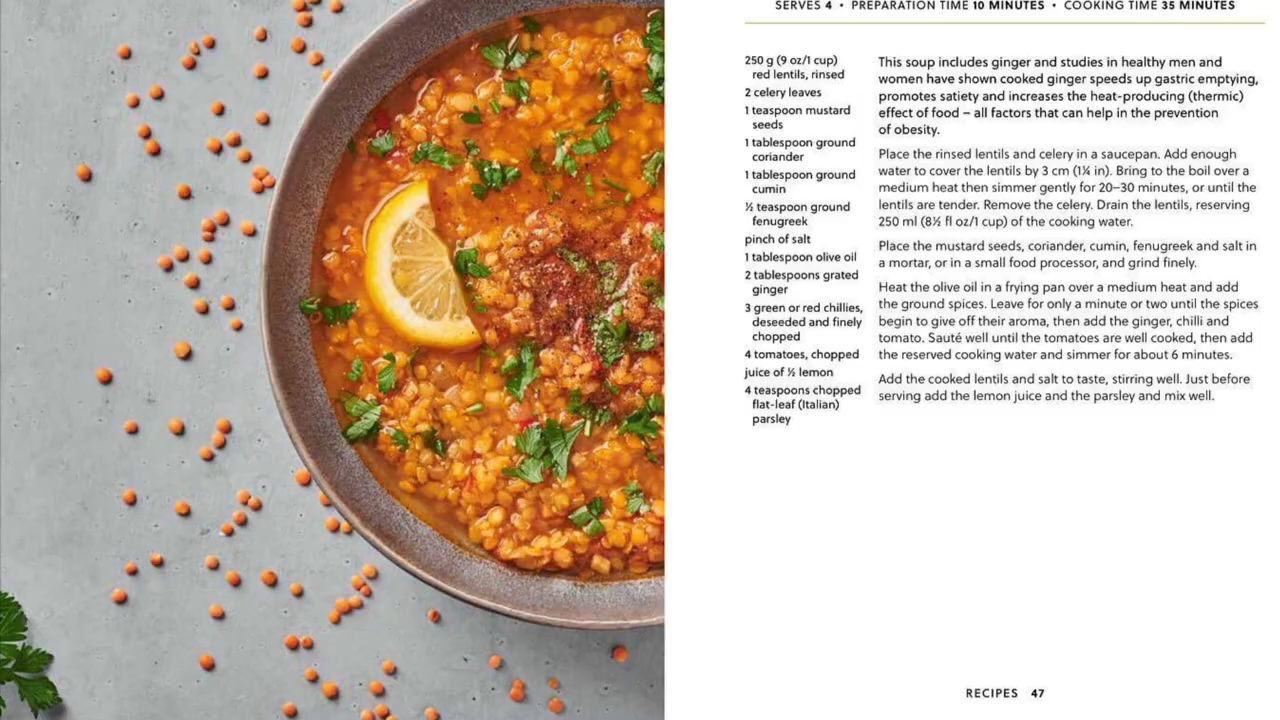 SERVES 4 • PREPARATION TIME 10 MINUTES • COOKING TIME 35 MINUTES
250 g (9 oz/1 cup)
red lentils, rinsed
2 celery leaves
1 teaspoon mustard
seeds
1 tablespoon ground
coriander
1 tablespoon ground
cumin
½ teaspoon ground
fenugreek
pinch of salt
1 tablespoon olive oil
2 tablespoons grated
ginger
3 green or red chillies,
deseeded and finely
chopped
4 tomatoes, chopped
juice of ½ lemon
4 teaspoons chopped
flat-leaf (Italian)
parsley
This soup includes ginger and studies in healthy men and
women have shown cooked ginger speeds up gastric emptying,
promotes satiety and increases the heat-producing (thermic)
effect of food – all factors that can help in the prevention
of obesity.
Place the rinsed lentils and celery in a saucepan. Add enough
water to cover the lentils by 3 cm (1¼ in). Bring to the boil over a
medium heat then simmer gently for 20–30 minutes, or until the
lentils are tender. Remove the celery. Drain the lentils, reserving
250 ml (8½ fl oz/1 cup) of the cooking water.
Place the mustard seeds, coriander, cumin, fenugreek and salt in
a mortar, or in a small food processor, and grind finely.
Heat the olive oil in a frying pan over a medium heat and add
the ground spices. Leave for only a minute or two until the spices
begin to give off their aroma, then add the ginger, chilli and
tomato. Sauté well until the tomatoes are well cooked, then add
the reserved cooking water and simmer for about 6 minutes.
Add the cooked lentils and salt to taste, stirring well. Just before
serving add the lemon juice and the parsley and mix well.
RECIPES 47